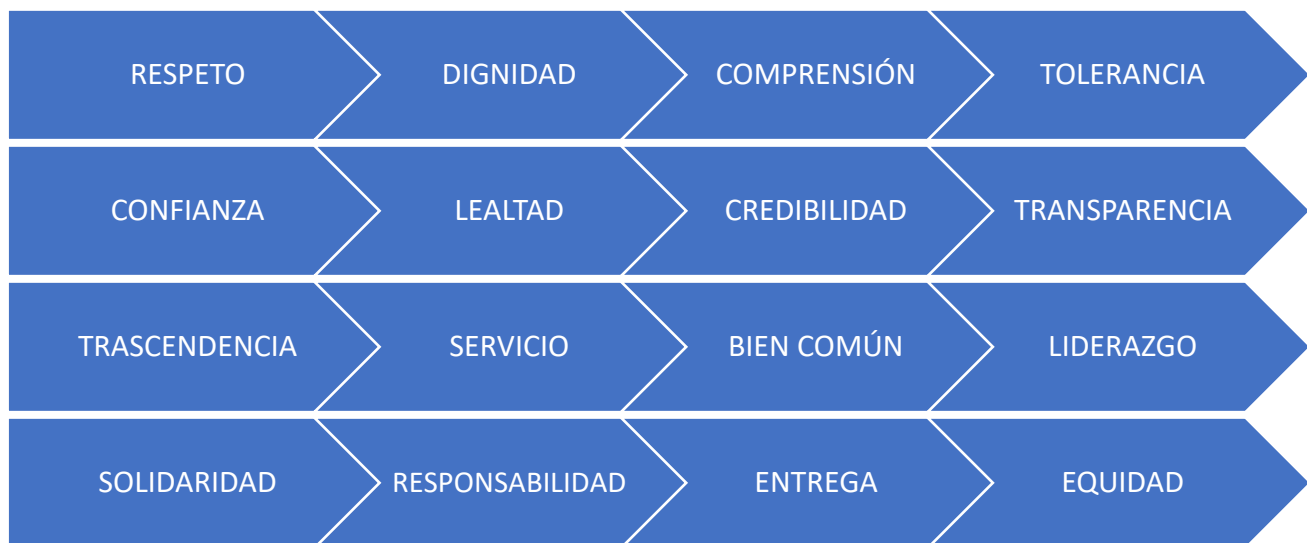 RESPETO DIGNIDAD COMPRENSIÓN TOLERANCIA
CONFIANZA LEALTAD CREDIBILIDAD TRANSPARENCIA
TRASCENDENCIA SERVICIO BIEN COMÚN LIDERAZGO
SOLIDARIDAD RESPONSABILIDAD ENTREGA EQUIDAD